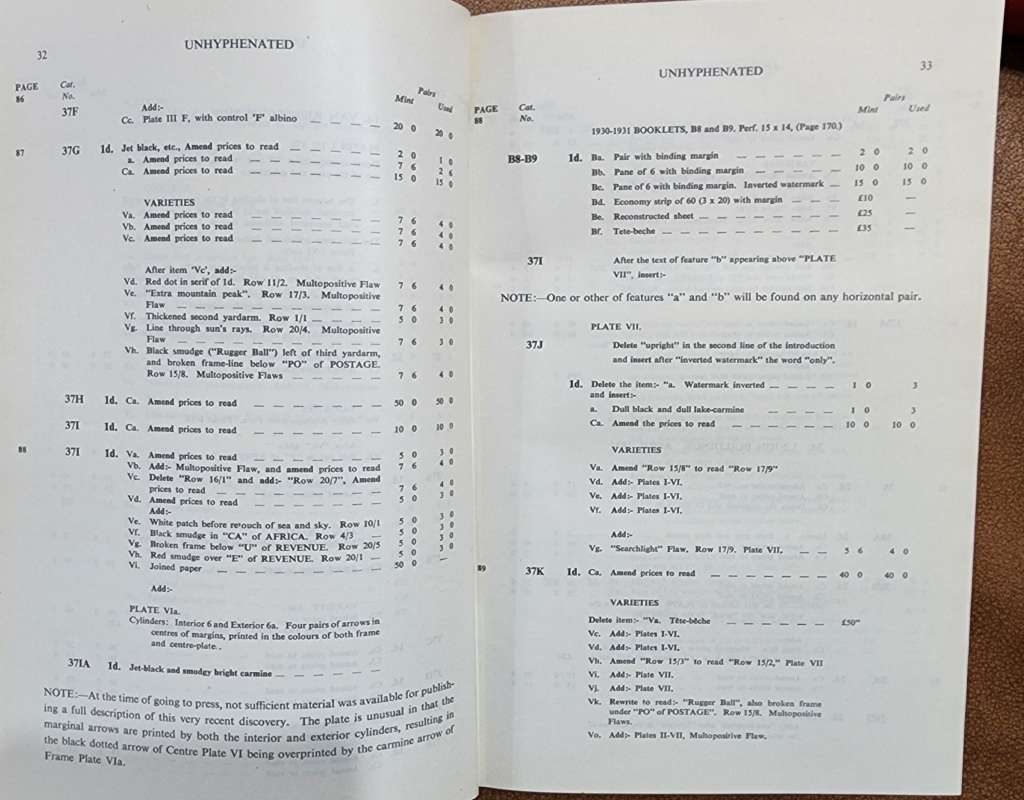 32
UNHYPHENATED
PAGE Cat. Pairs
86 No. Mint Used
37F Add:-
Cc. Plate III F, with control 'F' albino — — — — 20 0 20 0
87 37G 1d. Jet black, etc., Amend prices to read — — — — — 2 0 1 0
a. Amend prices to read — — — — — — 7 6 2 6
Ca. Amend prices to read — — — — — — 15 0 15 0
VARIETIES
Va. Amend prices to read — — — — — — 7 6 4 0
Vb. Amend prices to read — — — — — — 7 6 4 0
Vc. Amend prices to read — — — — — — 7 6 4 0
After item 'Vc', add:-
Vd. Red dot in serif of 1d. Row 11/2. Multopositive Flaw 7 6 4 0
Ve. "Extra mountain peak". Row 17/3. Multopositive
Flaw — — — — — — — — — 7 6 4 0
Vf. Thickened second yardarm. Row 1/1 — — — — 5 0 3 0
Vg. Line through sun's rays. Row 20/4. Multopositive
Flaw — — — — — — — — — 7 6 3 0
Vh. Black smudge ("Rugger Ball") left of third yardarm,
and broken frame-line below "PO" of POSTAGE.
Row 15/8. Multopositive Flaws — — — — — 7 6 4 0
37H 1d. Ca. Amend prices to read — — — — — — 50 0 50 0
37I 1d. Ca. Amend prices to read — — — — — — 10 0 10 0
88 37I 1d. Va. Amend prices to read — — — — — — 5 0 3 0
Vb. Add:- Multopositive Flaw, and amend prices to read 7 6 4 0
Vc. Delete "Row 16/1" and add:- "Row 20/7", Amend
prices to read — — — — — — — 7 6 4 0
Vd. Amend prices to read — — — — — — 5 0 3 0
Add:-
Ve. White patch before retouch of sea and sky. Row 10/1 5 0 3 0
Vf. Black smudge in "CA" of AFRICA. Row 4/3 — 5 0 3 0
Vg. Broken frame below "U" of REVENUE. Row 20/5 5 0 3 0
Vh. Red smudge over "E" of REVENUE. Row 20/1 — 5 0 3 0
Vi. Joined paper — — — — — — — 50 0 —
Add:-
PLATE VIa.
Cylinders: Interior 6 and Exterior 6a. Four pairs of arrows in
centres of margins, printed in the colours of both frame
and centre-plate..
37IA 1d. Jet-black and smudgy bright carmine — — — — —
NOTE:—At the time of going to press, not sufficient material was available for publish-
ing a full description of this very recent discovery. The plate is unusual in that the
marginal arrows are printed by both the interior and exterior cylinders, resulting in
the black dotted arrow of Centre Plate VI being overprinted by the carmine arrow of
Frame Plate VIa.
33
UNHYPHENATED
PAGE Cat. Pairs
88 No. Mint Used
1930-1931 BOOKLETS, B8 and B9. Perf. 15 x 14, (Page 170.)
B8-B9 1d. Ba. Pair with binding margin — — — — — 2 0 2 0
Bb. Pane of 6 with binding margin — — — — — 10 0 10 0
Bc. Pane of 6 with binding margin. Inverted watermark — 15 0 15 0
Bd. Economy strip of 60 (3 x 20) with margin — — — £10 —
Be. Reconstructed sheet — — — — — — — £25 —
Bf. Tete-beche — — — — — — — — £35 —
37I After the text of feature "b" appearing above "PLATE
VII", insert:-
NOTE:—One or other of features "a" and "b" will be found on any horizontal pair.
PLATE VII.
37J Delete "upright" in the second line of the introduction
and insert after "inverted watermark" the word "only".
1d. Delete the item:- "a. Watermark inverted — — — — 1 0 3
and insert:-
a. Dull black and dull lake-carmine — — — — 1 0 3
Ca. Amend the prices to read — — — — — — 10 0 10 0
VARIETIES
Va. Amend "Row 15/8" to read "Row 17/9"
Vd. Add:- Plates I-VI.
Ve. Add:- Plates I-VI.
Vf. Add:- Plates I-VI.
Add:-
Vg. "Searchlight" Flaw. Row 17/9. Plate VII. — — 5 6 4 0
89 37K 1d. Ca. Amend prices to read — — — — — — — 40 0 40 0
VARIETIES
Delete item:- "Va. Tête-bêche — — — — — — £50"
Vc. Add:- Plates I-VI.
Vd. Add:- Plates I-VI.
Vh. Amend "Row 15/3" to read "Row 15/2," Plate VII
Vi. Add:- Plate VII.
Vj. Add:- Plate VII.
Vk. Rewrite to read:- "Rugger Ball", also broken frame
under "PO" of POSTAGE". Row 15/8. Multopositive
Flaws.
Vo. Add:- Plates II-VII, Multopositive Flaw.